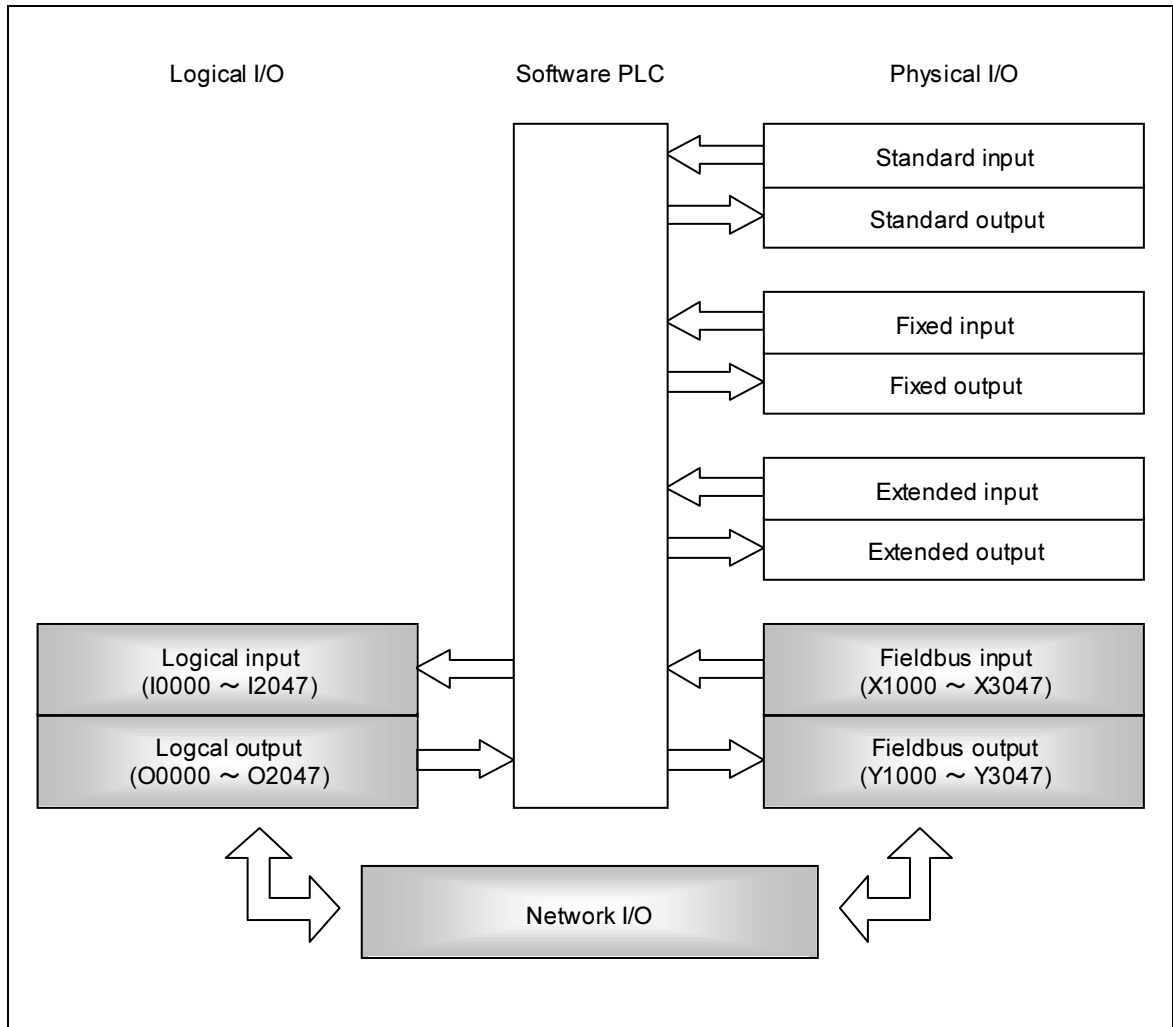 Logical I/O
Software PLC
Physical I/O
Standard input
Standard output
Fixed input
Fixed output
Extended input
Extended output
Logical input
(I0000 ～ I2047)
Logcal output
(O0000 ～ O2047)
Fieldbus input
(X1000 ～ X3047)
Fieldbus output
(Y1000 ～ Y3047)
Network I/O